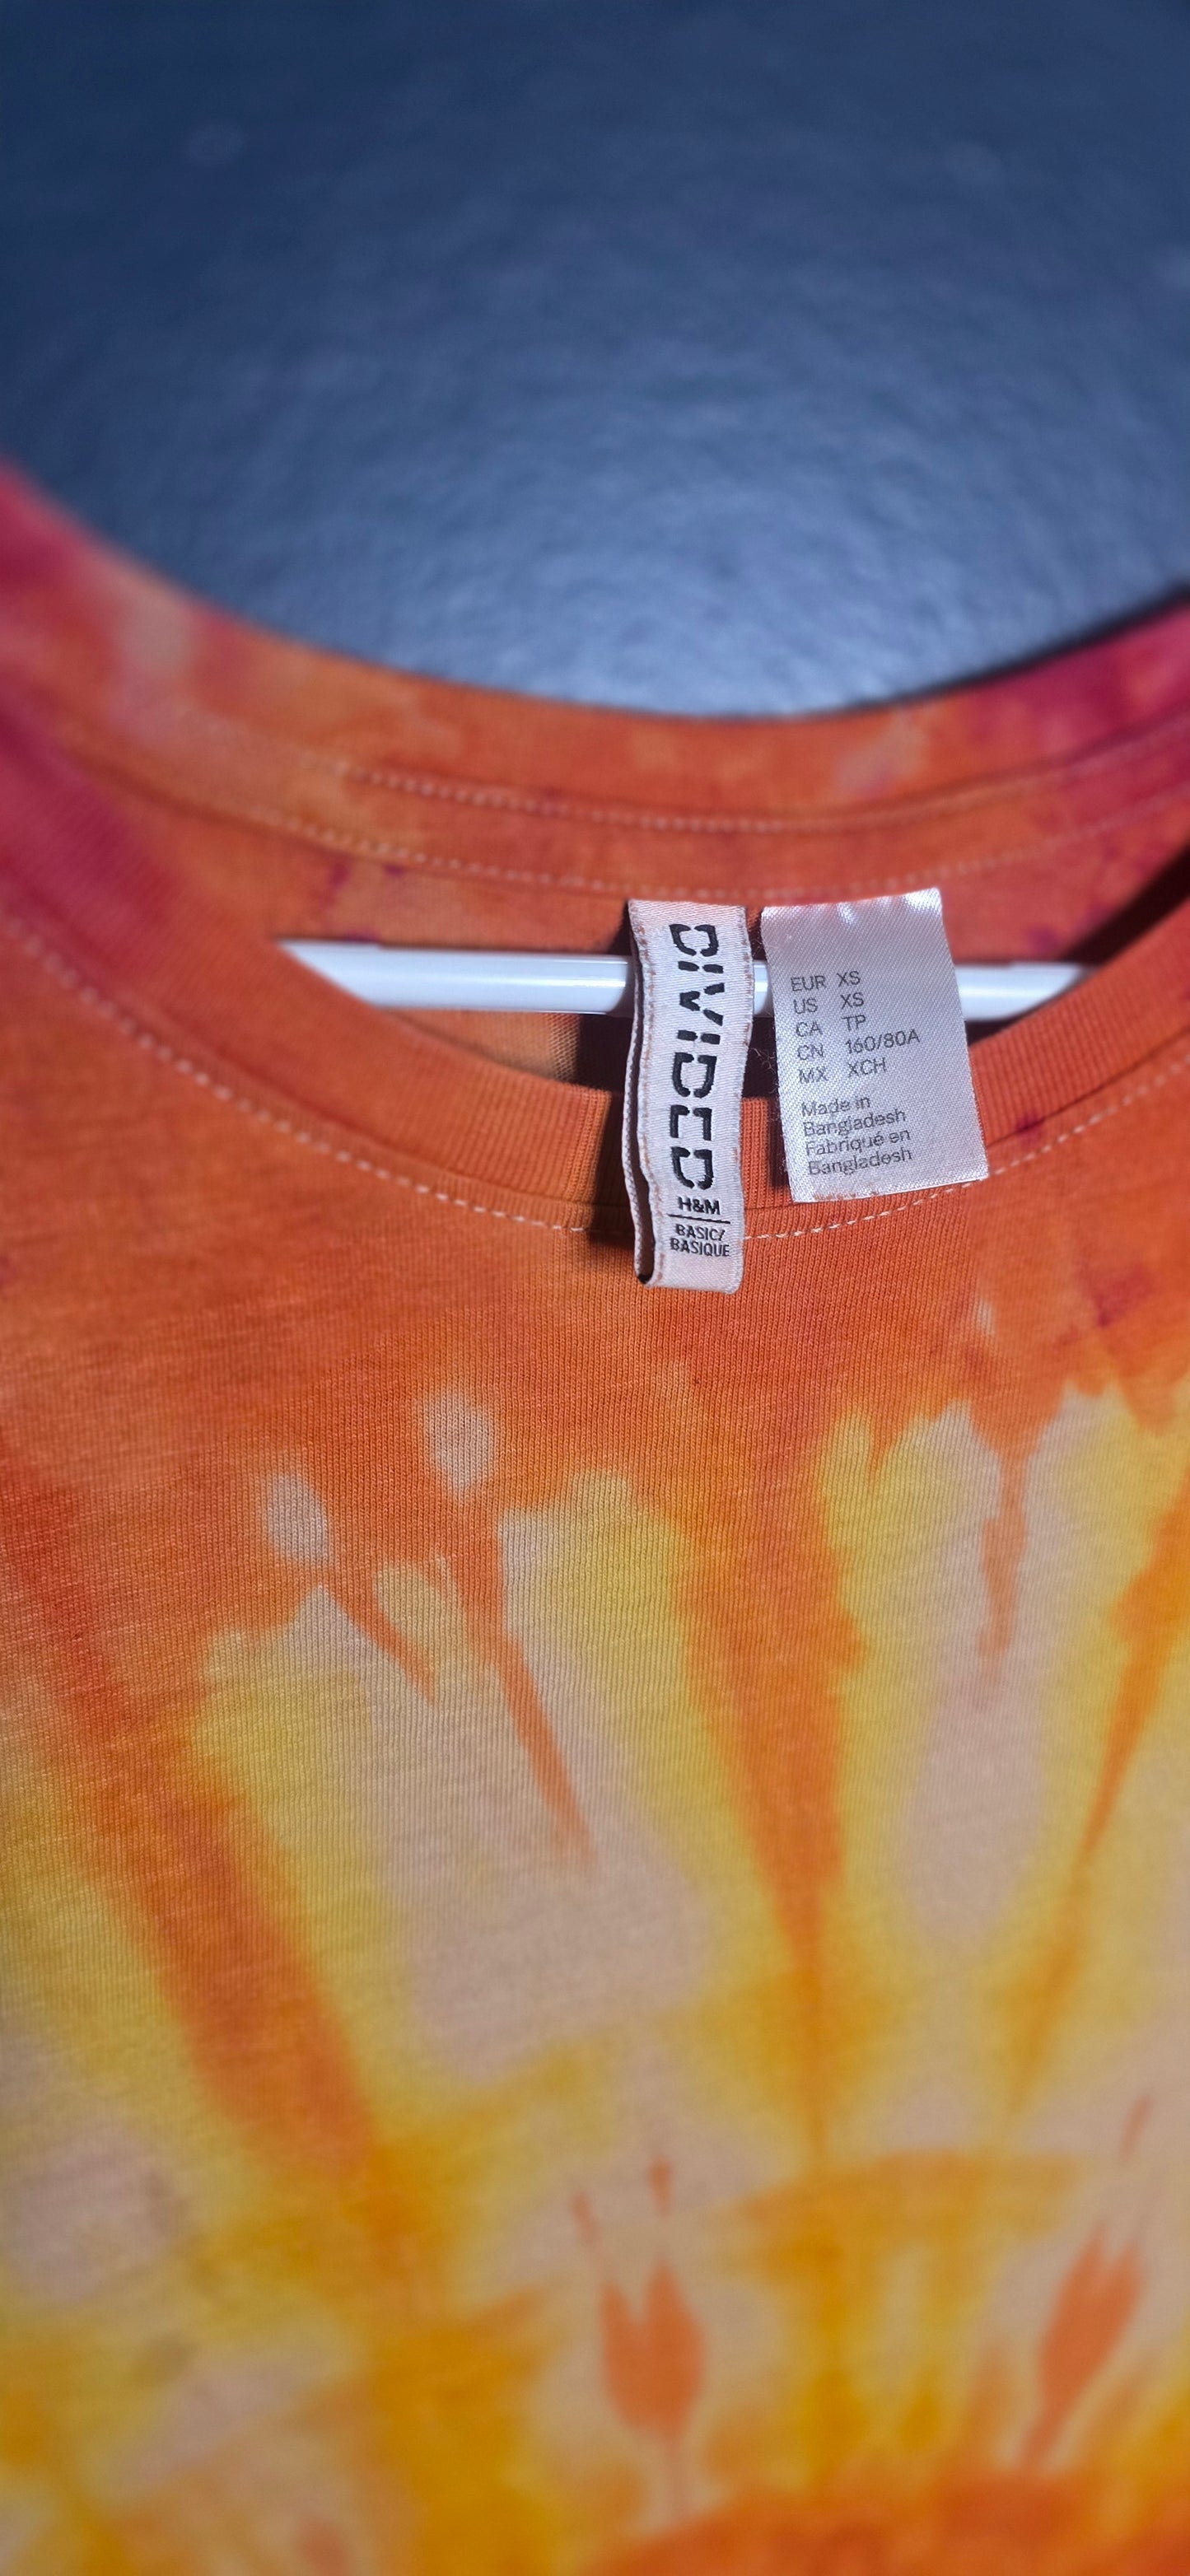 DIVIDED
H&M
BASIC/
BASIQUE
EUR XS
US XS
CA TP
CN 160/80A
MX XCH
Made in
Bangladesh
Fabriqué en
Bangladesh